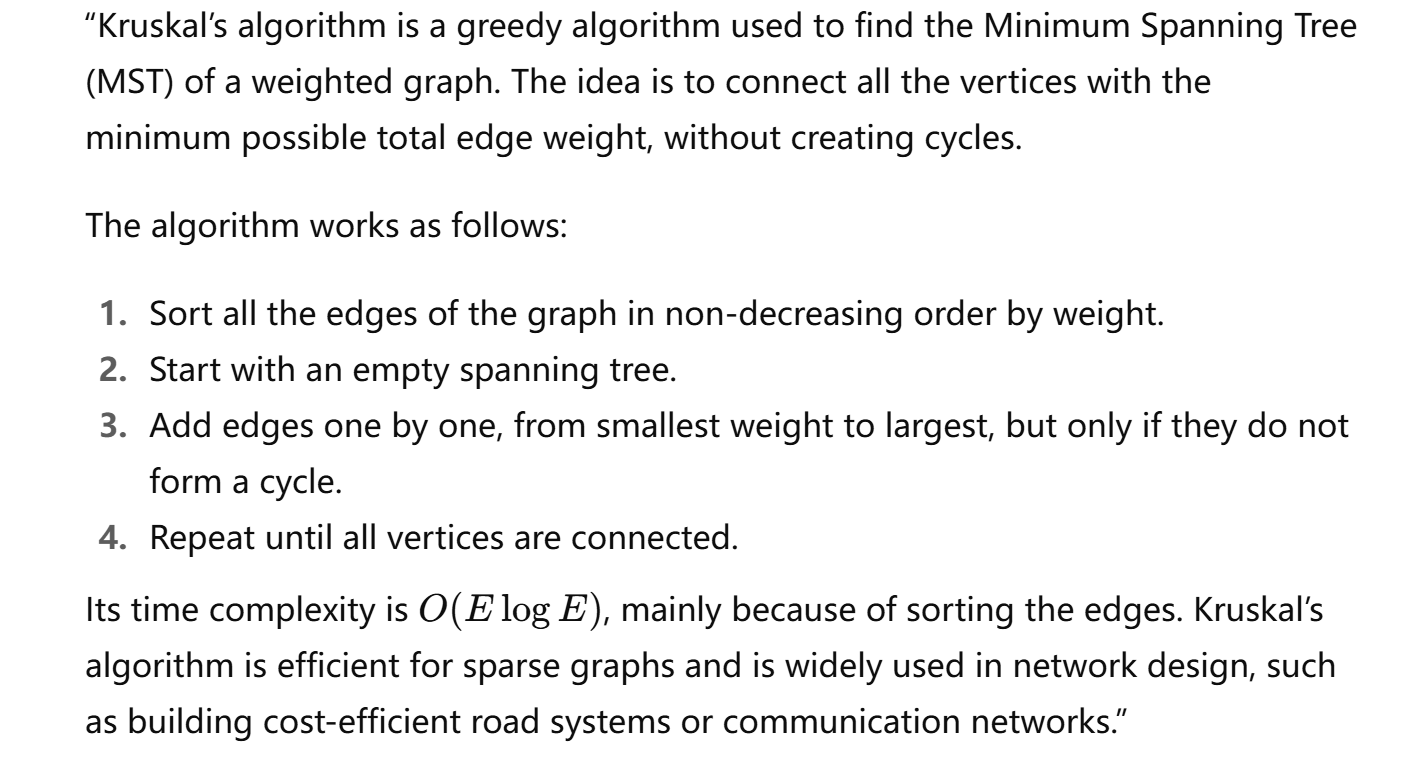 “Kruskal’s algorithm is a greedy algorithm used to find the Minimum Spanning Tree
(MST) of a weighted graph. The idea is to connect all the vertices with the
minimum possible total edge weight, without creating cycles.
The algorithm works as follows:
1. Sort all the edges of the graph in non-decreasing order by weight.
2. Start with an empty spanning tree.
3. Add edges one by one, from smallest weight to largest, but only if they do not
form a cycle.
4. Repeat until all vertices are connected.
Its time complexity is O(E log E), mainly because of sorting the edges. Kruskal’s
algorithm is efficient for sparse graphs and is widely used in network design, such
as building cost-efficient road systems or communication networks.”